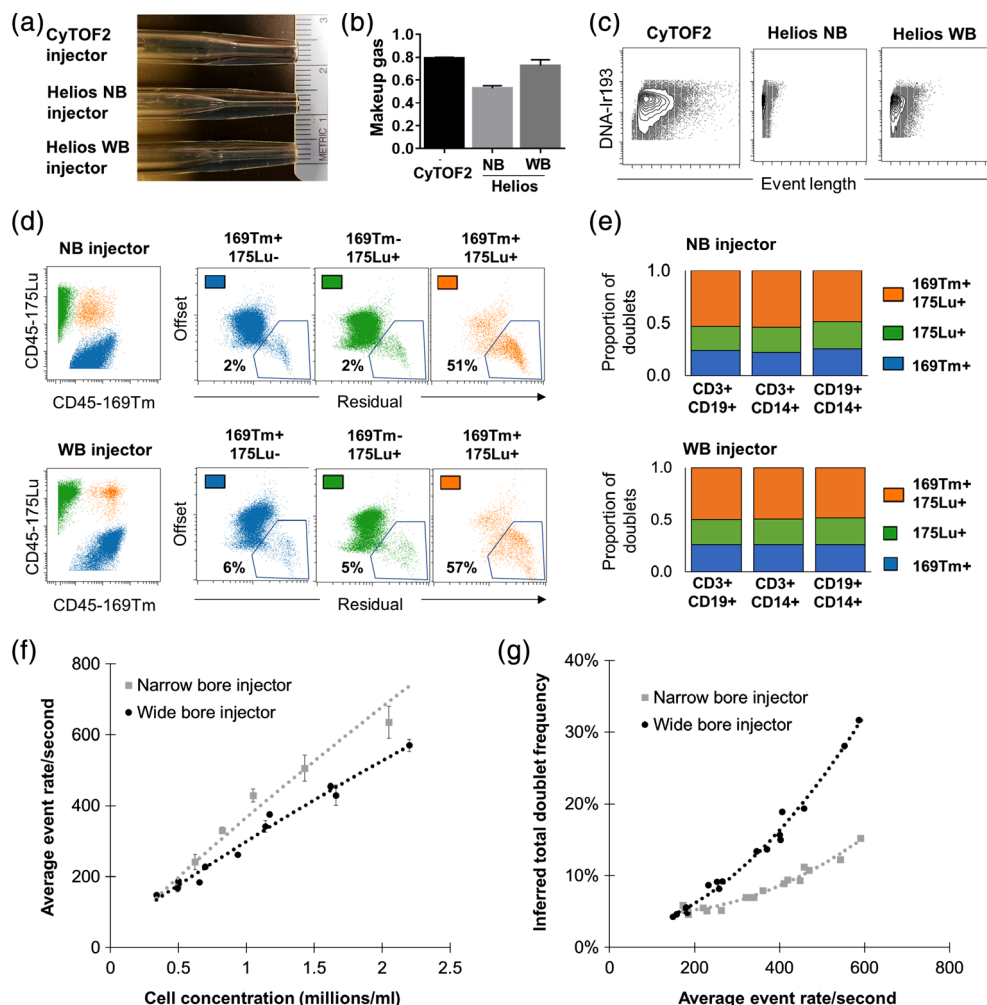 (a)
CyTOF2
injector
Helios NB
injector
Helios WB
injector
3
2
METRIC 1
(b)
Makeup gas
1.0
0.8
0.6
0.4
0.2
0.0
CyTOF2
NB WB
Helios
(c)
CyTOF2 Helios NB Helios WB
DNA-Ir193
Event length
(d)
NB injector
CD45-175Lu
CD45-169Tm
169Tm+
175Lu-
169Tm-
175Lu+
169Tm+
175Lu+
Offset
2% 2% 51%
Residual
WB injector
CD45-175Lu
CD45-169Tm
169Tm+
175Lu-
169Tm-
175Lu+
169Tm+
175Lu+
Offset
6% 5% 57%
Residual
(e)
NB injector
Proportion of
doublets
1.0
0.5
0.0
CD3+ CD3+ CD19+
CD19+ CD14+ CD14+
169Tm+
175Lu+
175Lu+
169Tm+
WB injector
Proportion of
doublets
1.0
0.5
0.0
CD3+ CD3+ CD19+
CD19+ CD14+ CD14+
169Tm+
175Lu+
175Lu+
169Tm+
(f)
Average event rate/second
800
600
400
200
0
Narrow bore injector
Wide bore injector
0 0.5 1 1.5 2 2.5
Cell concentration (millions/ml)
(g)
Inferred total doublet frequency
40%
30%
20%
10%
0%
Narrow bore injector
Wide bore injector
200 400 600 800
Average event rate/second